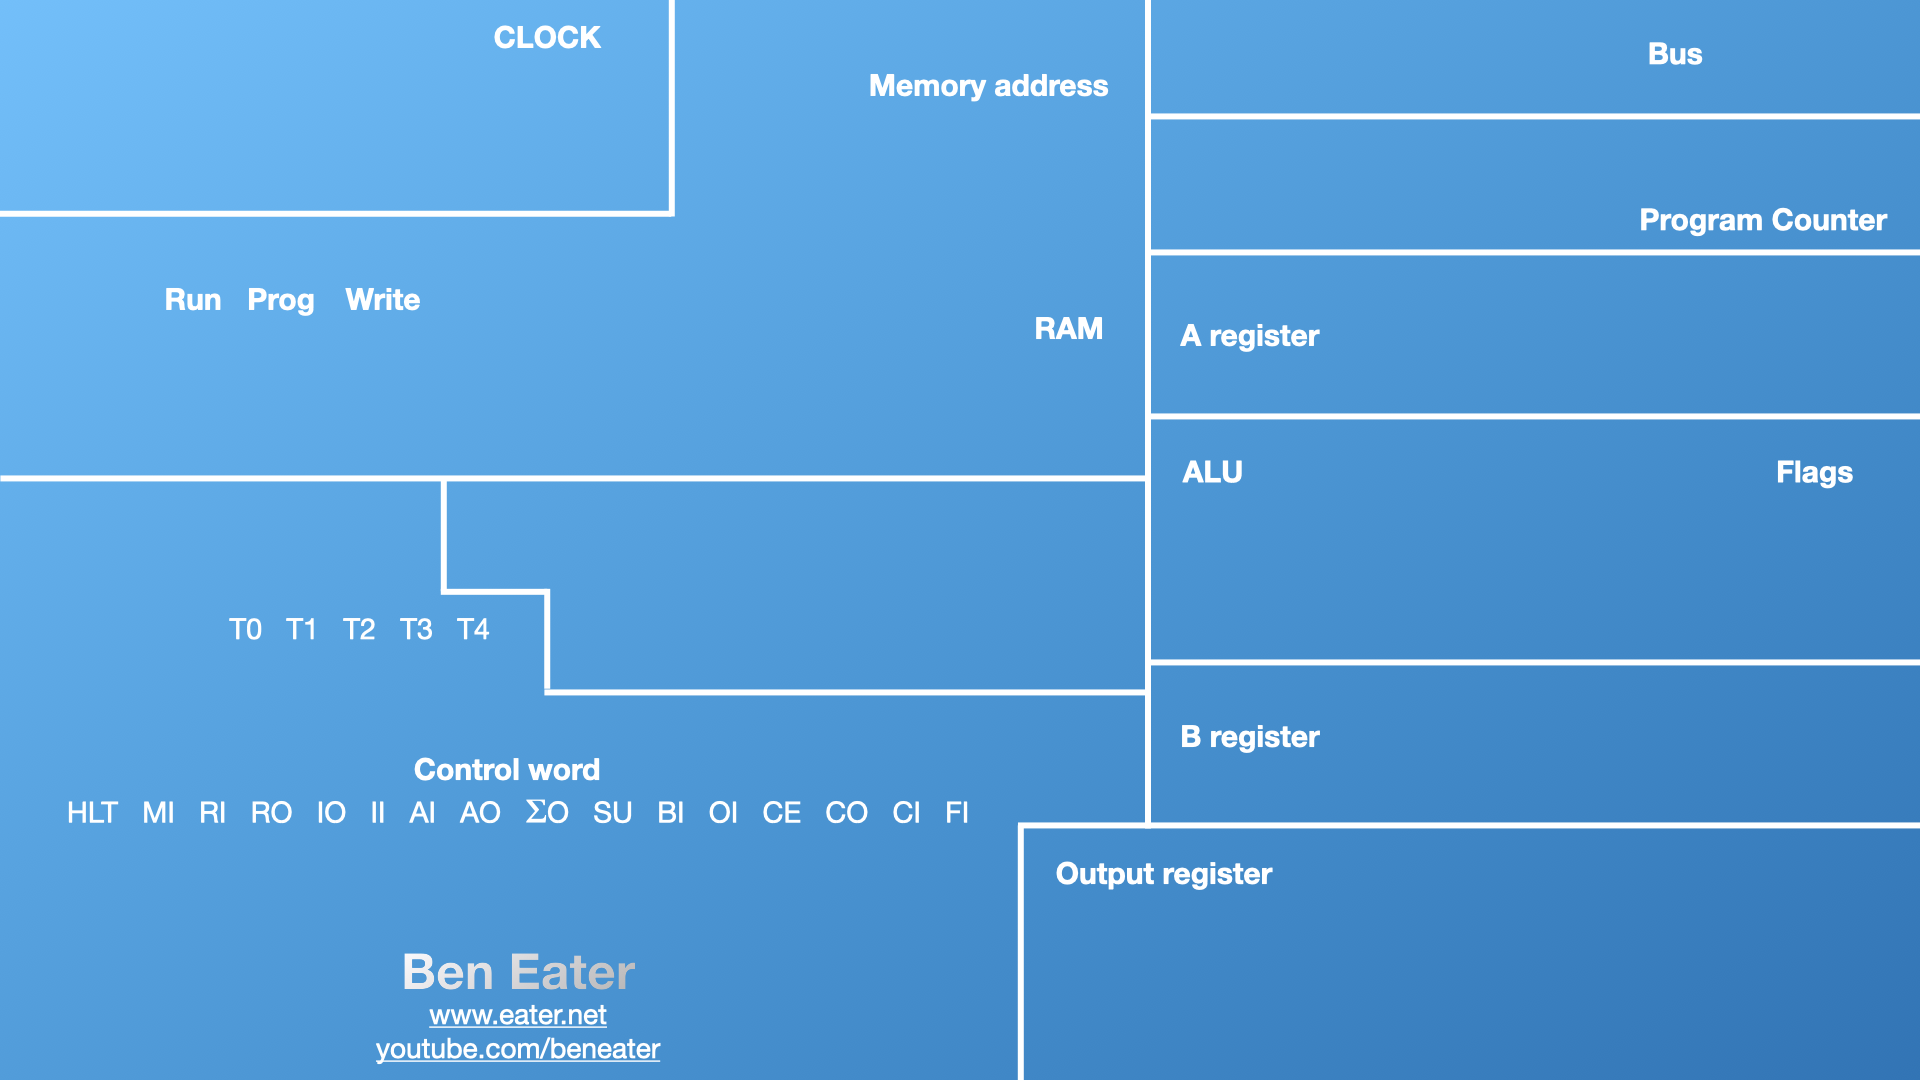 CLOCK
Memory address
Bus
Program Counter
Run Prog Write
RAM
A register
ALU
Flags
T0 T1 T2 T3 T4
B register
Control word
HLT MI RI RO IO II AI AO ΣO SU BI OI CE CO CI FI
Output register
Ben Eater
www.eater.net
youtube.com/beneater